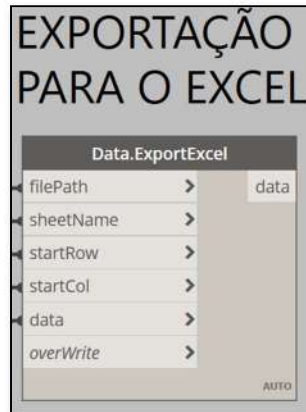 EXPORTAÇÃO
PARA O EXCEL
Data.ExportExcel
filePath > data
sheetName >
startRow >
startCol >
data >
overWrite >
AUTO